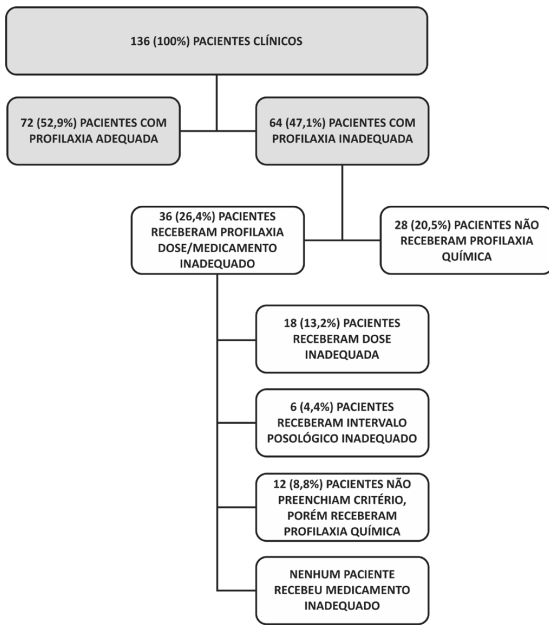 136 (100%) PACIENTES CLÍNICOS
72 (52,9%) PACIENTES COM
PROFILAXIA ADEQUADA
64 (47,1%) PACIENTES COM
PROFILAXIA INADEQUADA
36 (26,4%) PACIENTES
RECEBERAM PROFILAXIA
DOSE/MEDICAMENTO
INADEQUADO
28 (20,5%) PACIENTES NÃO
RECEBERAM PROFILAXIA
QUÍMICA
18 (13,2%) PACIENTES
RECEBERAM DOSE
INADEQUADA
6 (4,4%) PACIENTES
RECEBERAM INTERVALO
POSOLÓGICO INADEQUADO
12 (8,8%) PACIENTES NÃO
PREENCHIAM CRITÉRIO,
PORÉM RECEBERAM
PROFILAXIA QUÍMICA
NENHUM PACIENTE
RECEBEU MEDICAMENTO
INADEQUADO